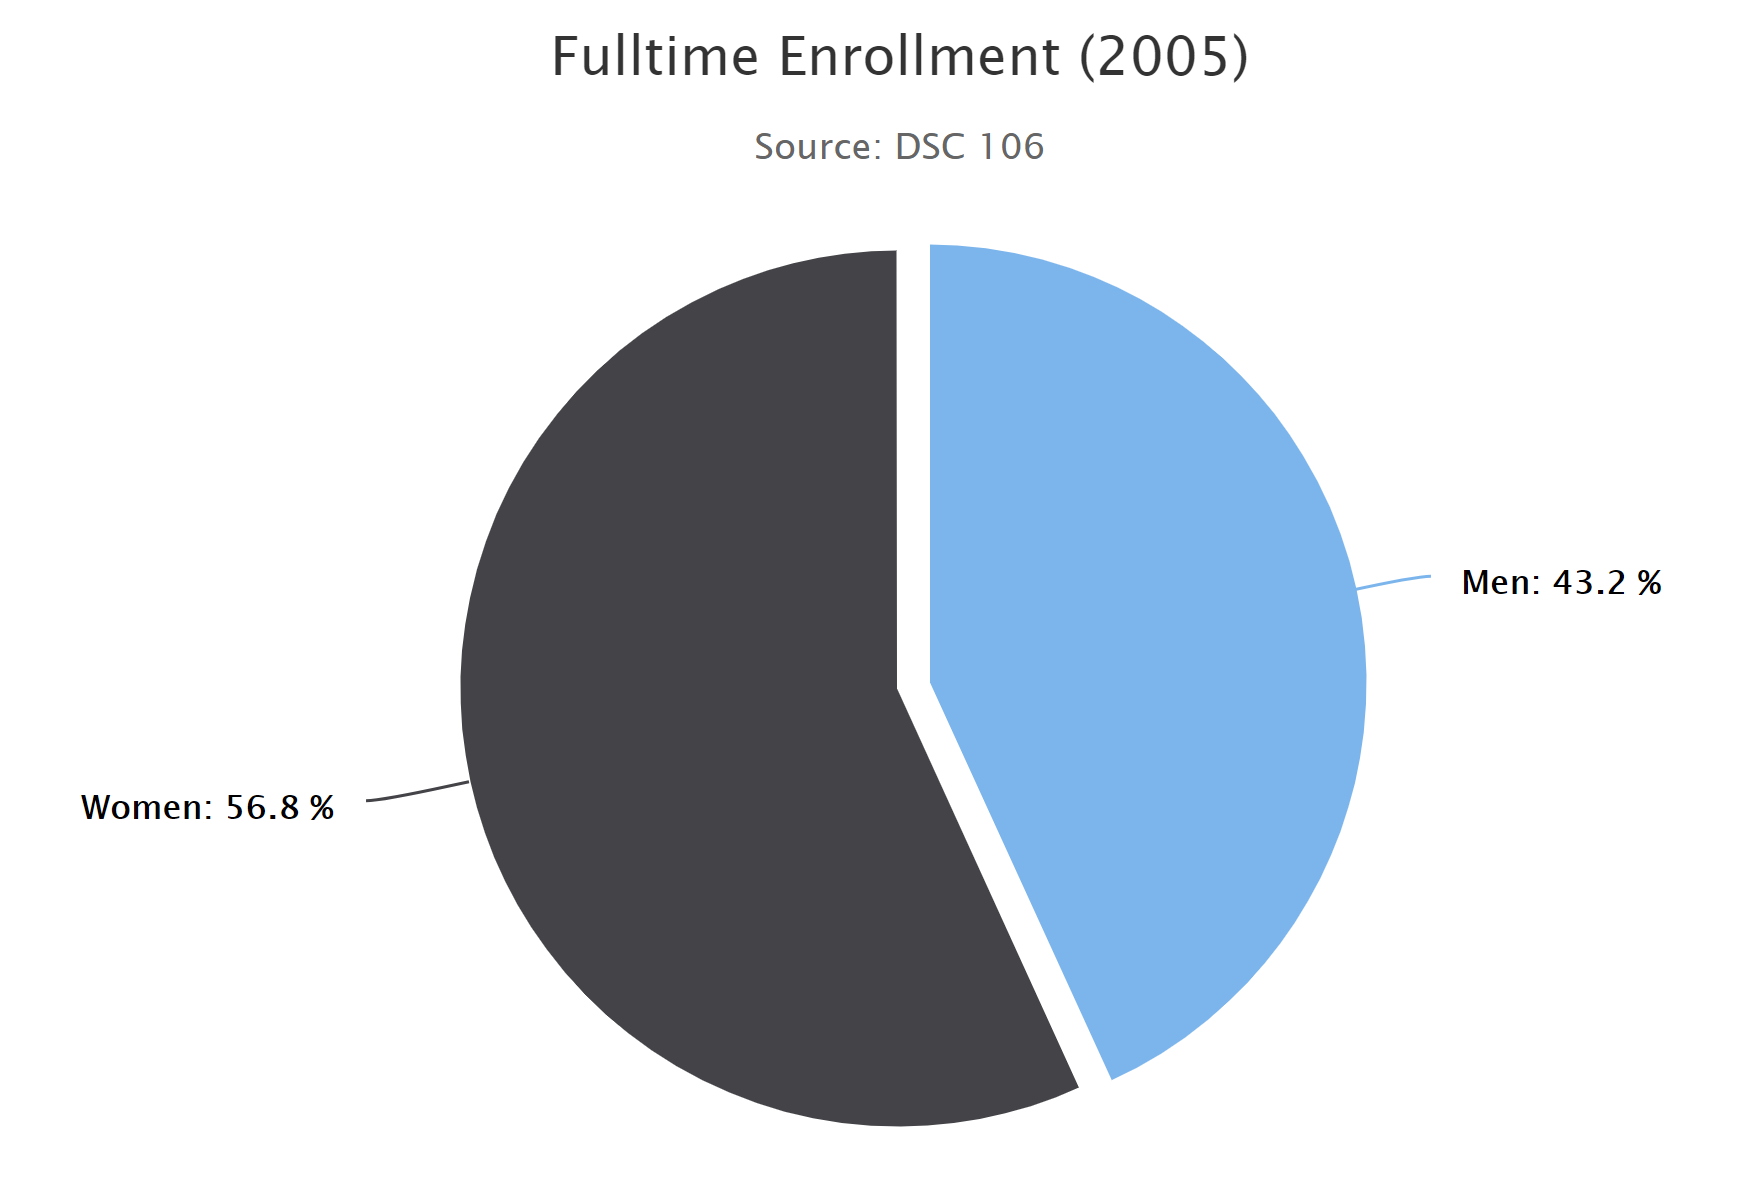 Fulltime Enrollment (2005)
Source: DSC 106
Men: 43.2 %
Women: 56.8 %